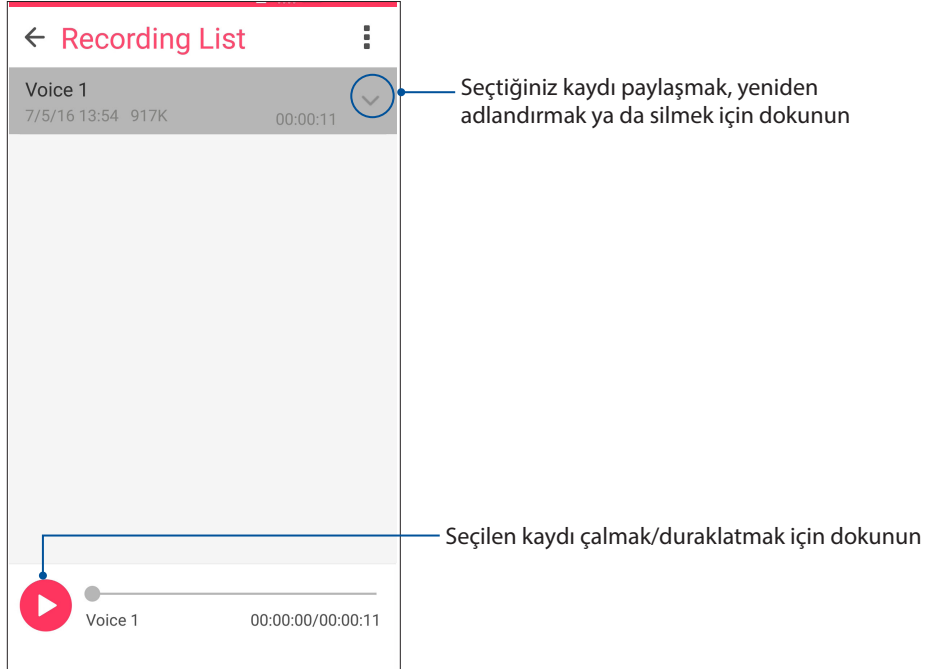 Recording List
Voice 1
7/5/16 13:54 917K
00:00:11
Seçtiğiniz kaydı paylaşmak, yeniden
adlandırmak ya da silmek için dokunun
Seçilen kaydı çalmak/duraklatmak için dokunun
Voice 1
00:00:00/00:00:11